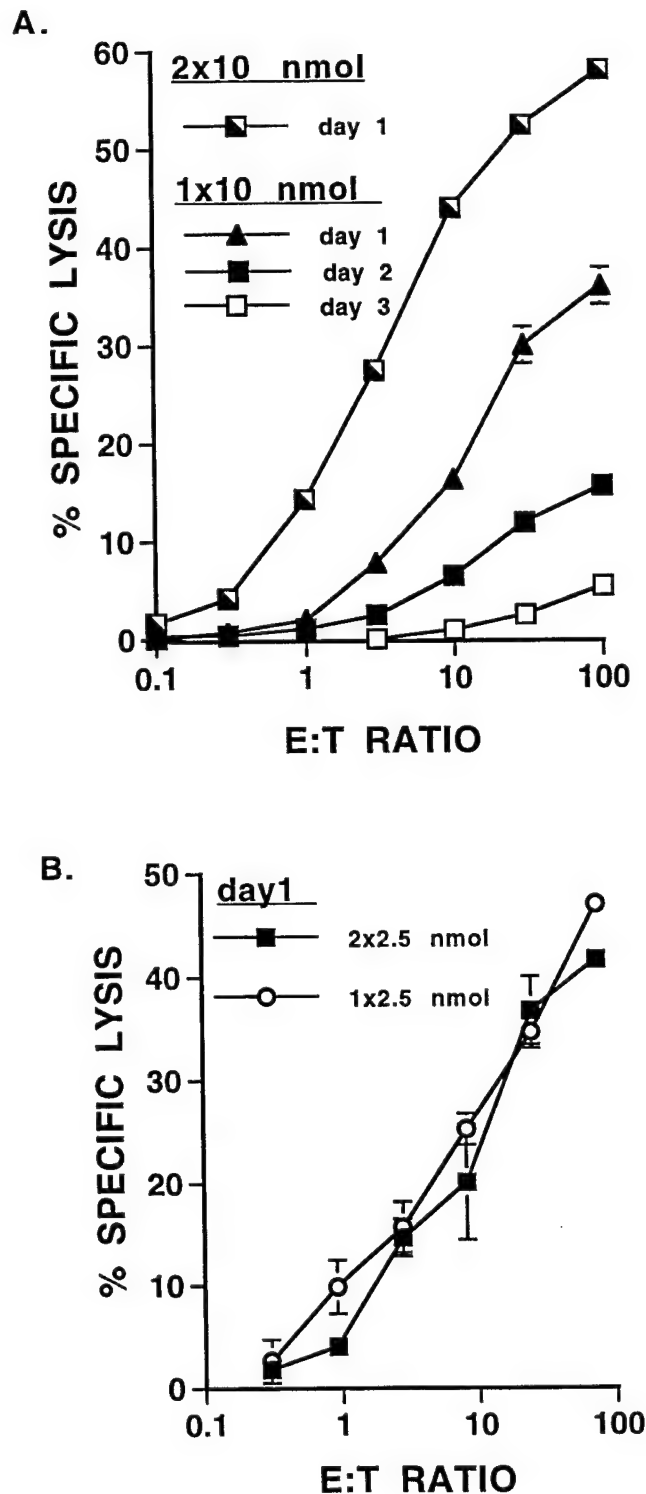 A.
60
50
40
30
20
10
0
% SPECIFIC LYSIS
2x10 nmol
day 1
1x10 nmol
day 1
day 2
day 3
0.1
1
10
100
E:T RATIO
B.
50
40
30
20
10
0
% SPECIFIC LYSIS
day1
2x2.5 nmol
1x2.5 nmol
0.1
1
10
100
E:T RATIO